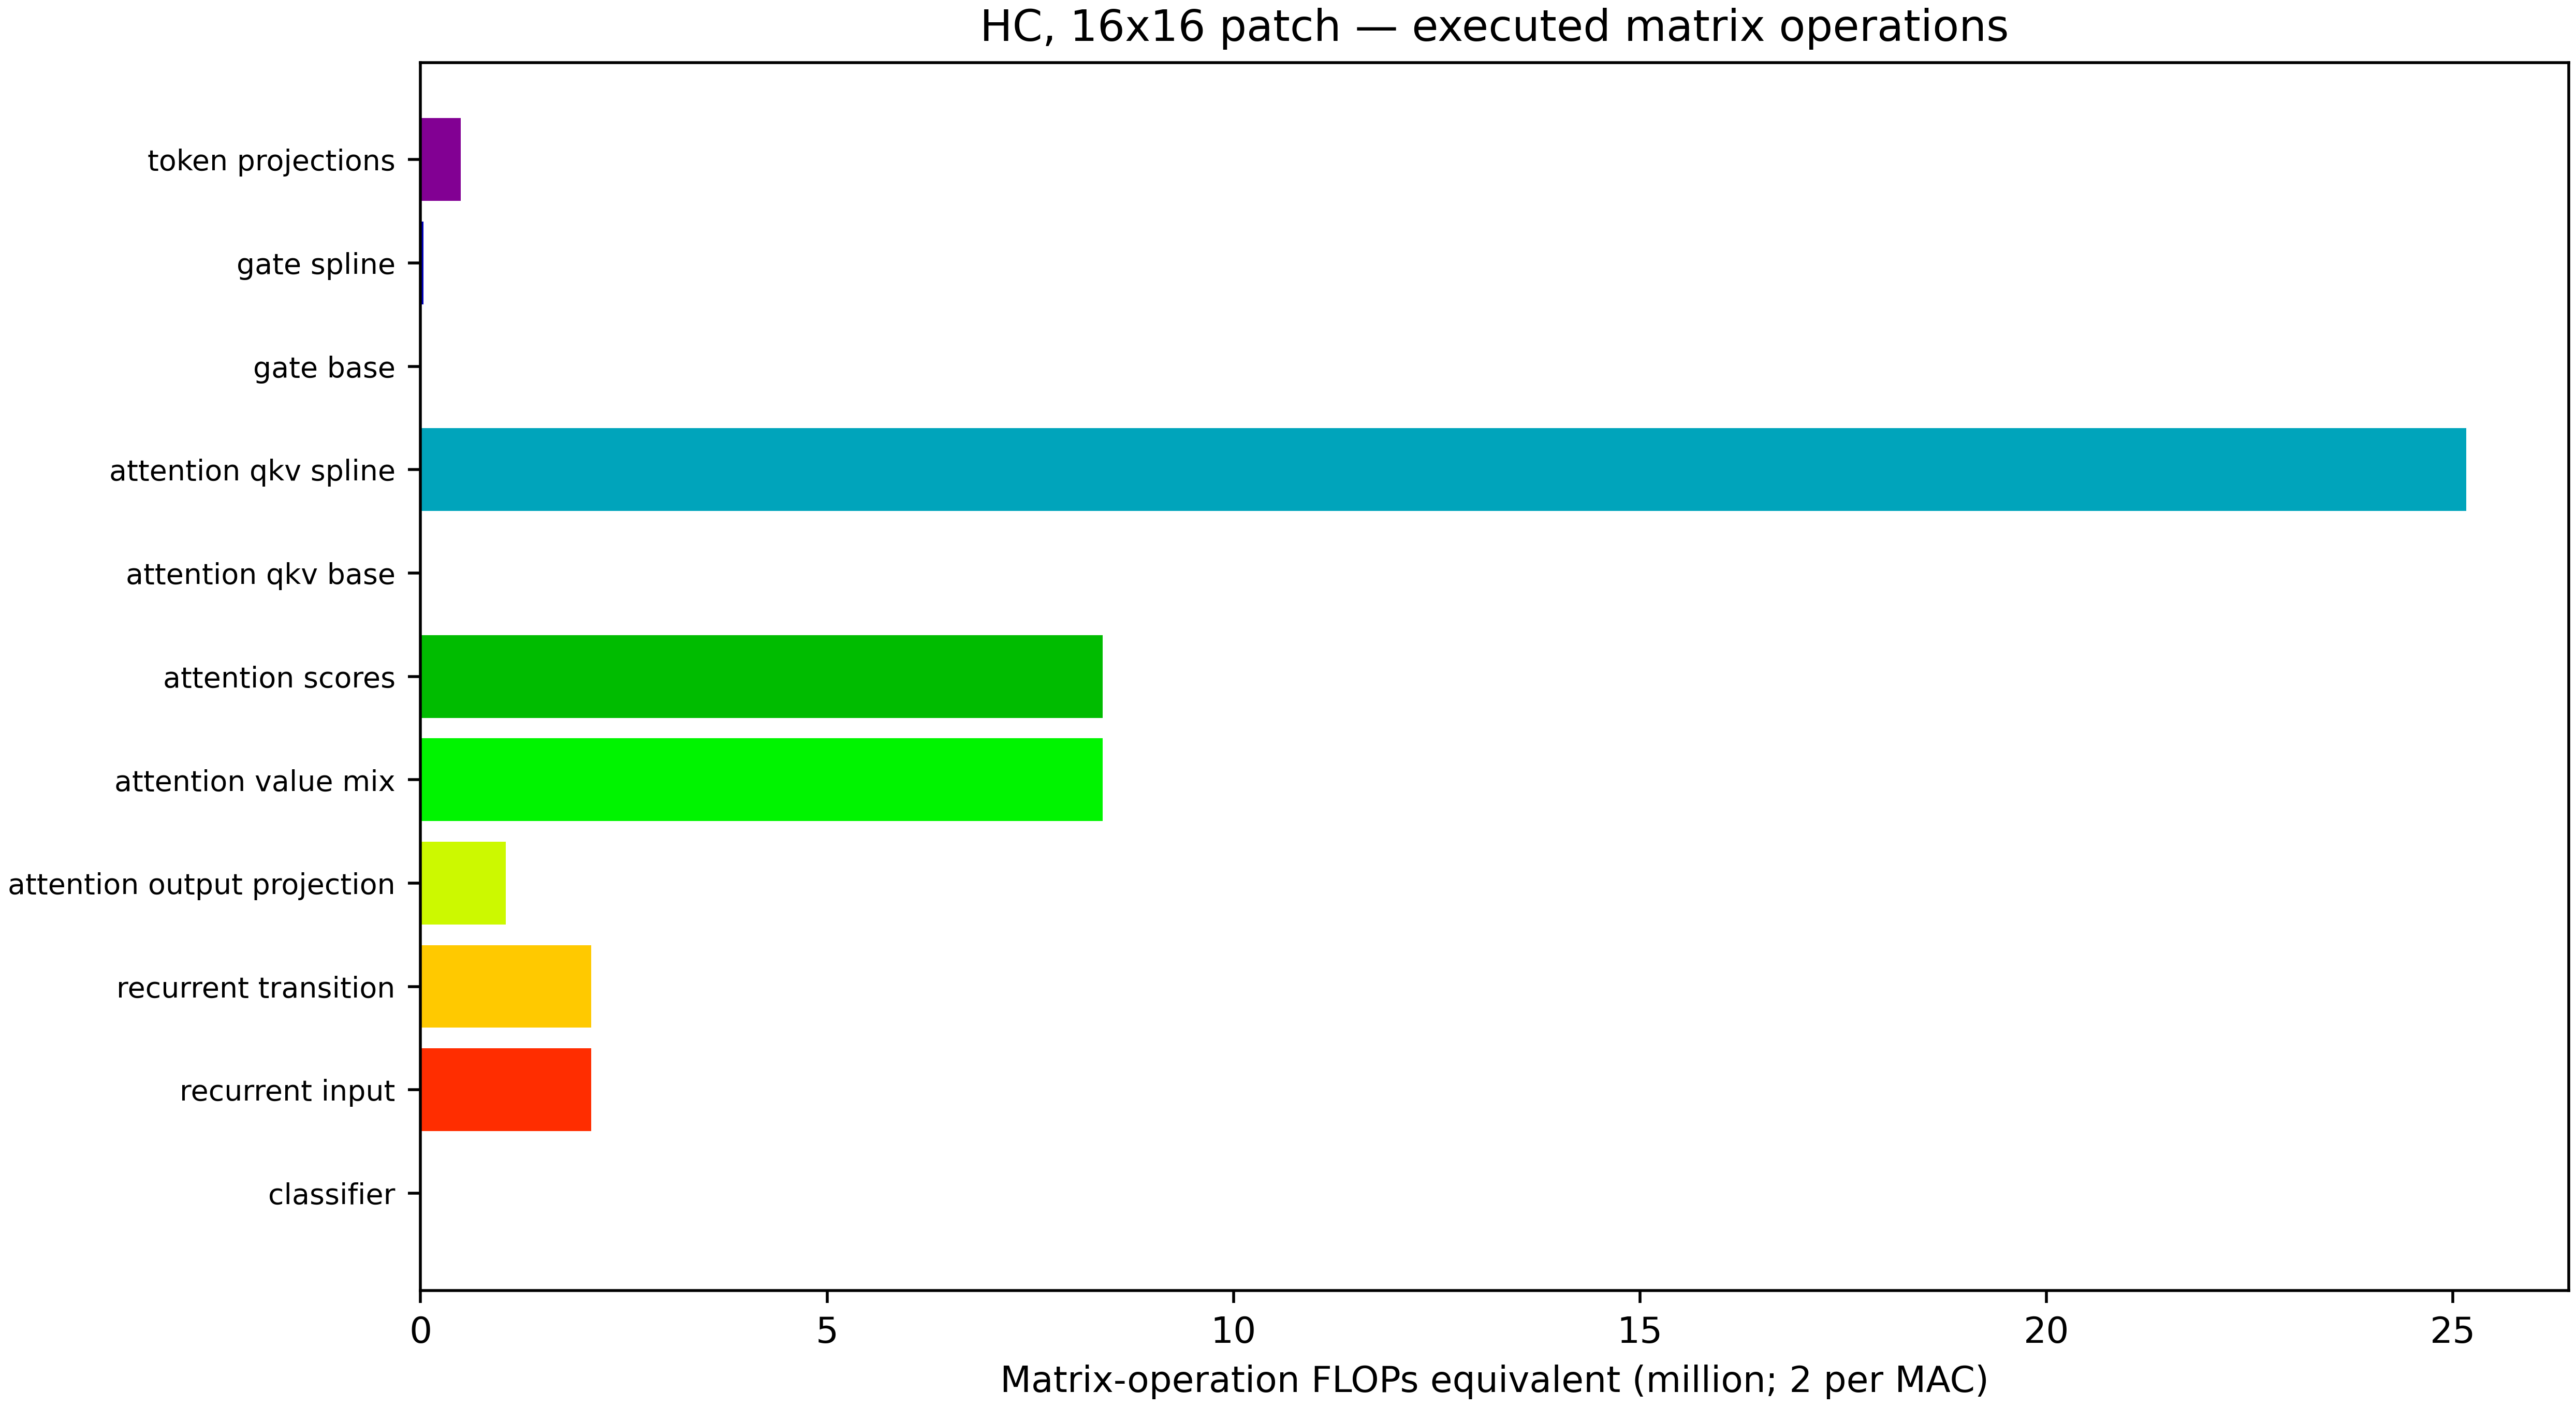 HC, 16x16 patch — executed matrix operations
token projections
gate spline
gate base
attention qkv spline
attention qkv base
attention scores
attention value mix
attention output projection
recurrent transition
recurrent input
classifier
0 5 10 15 20 25
Matrix-operation FLOPs equivalent (million; 2 per MAC)